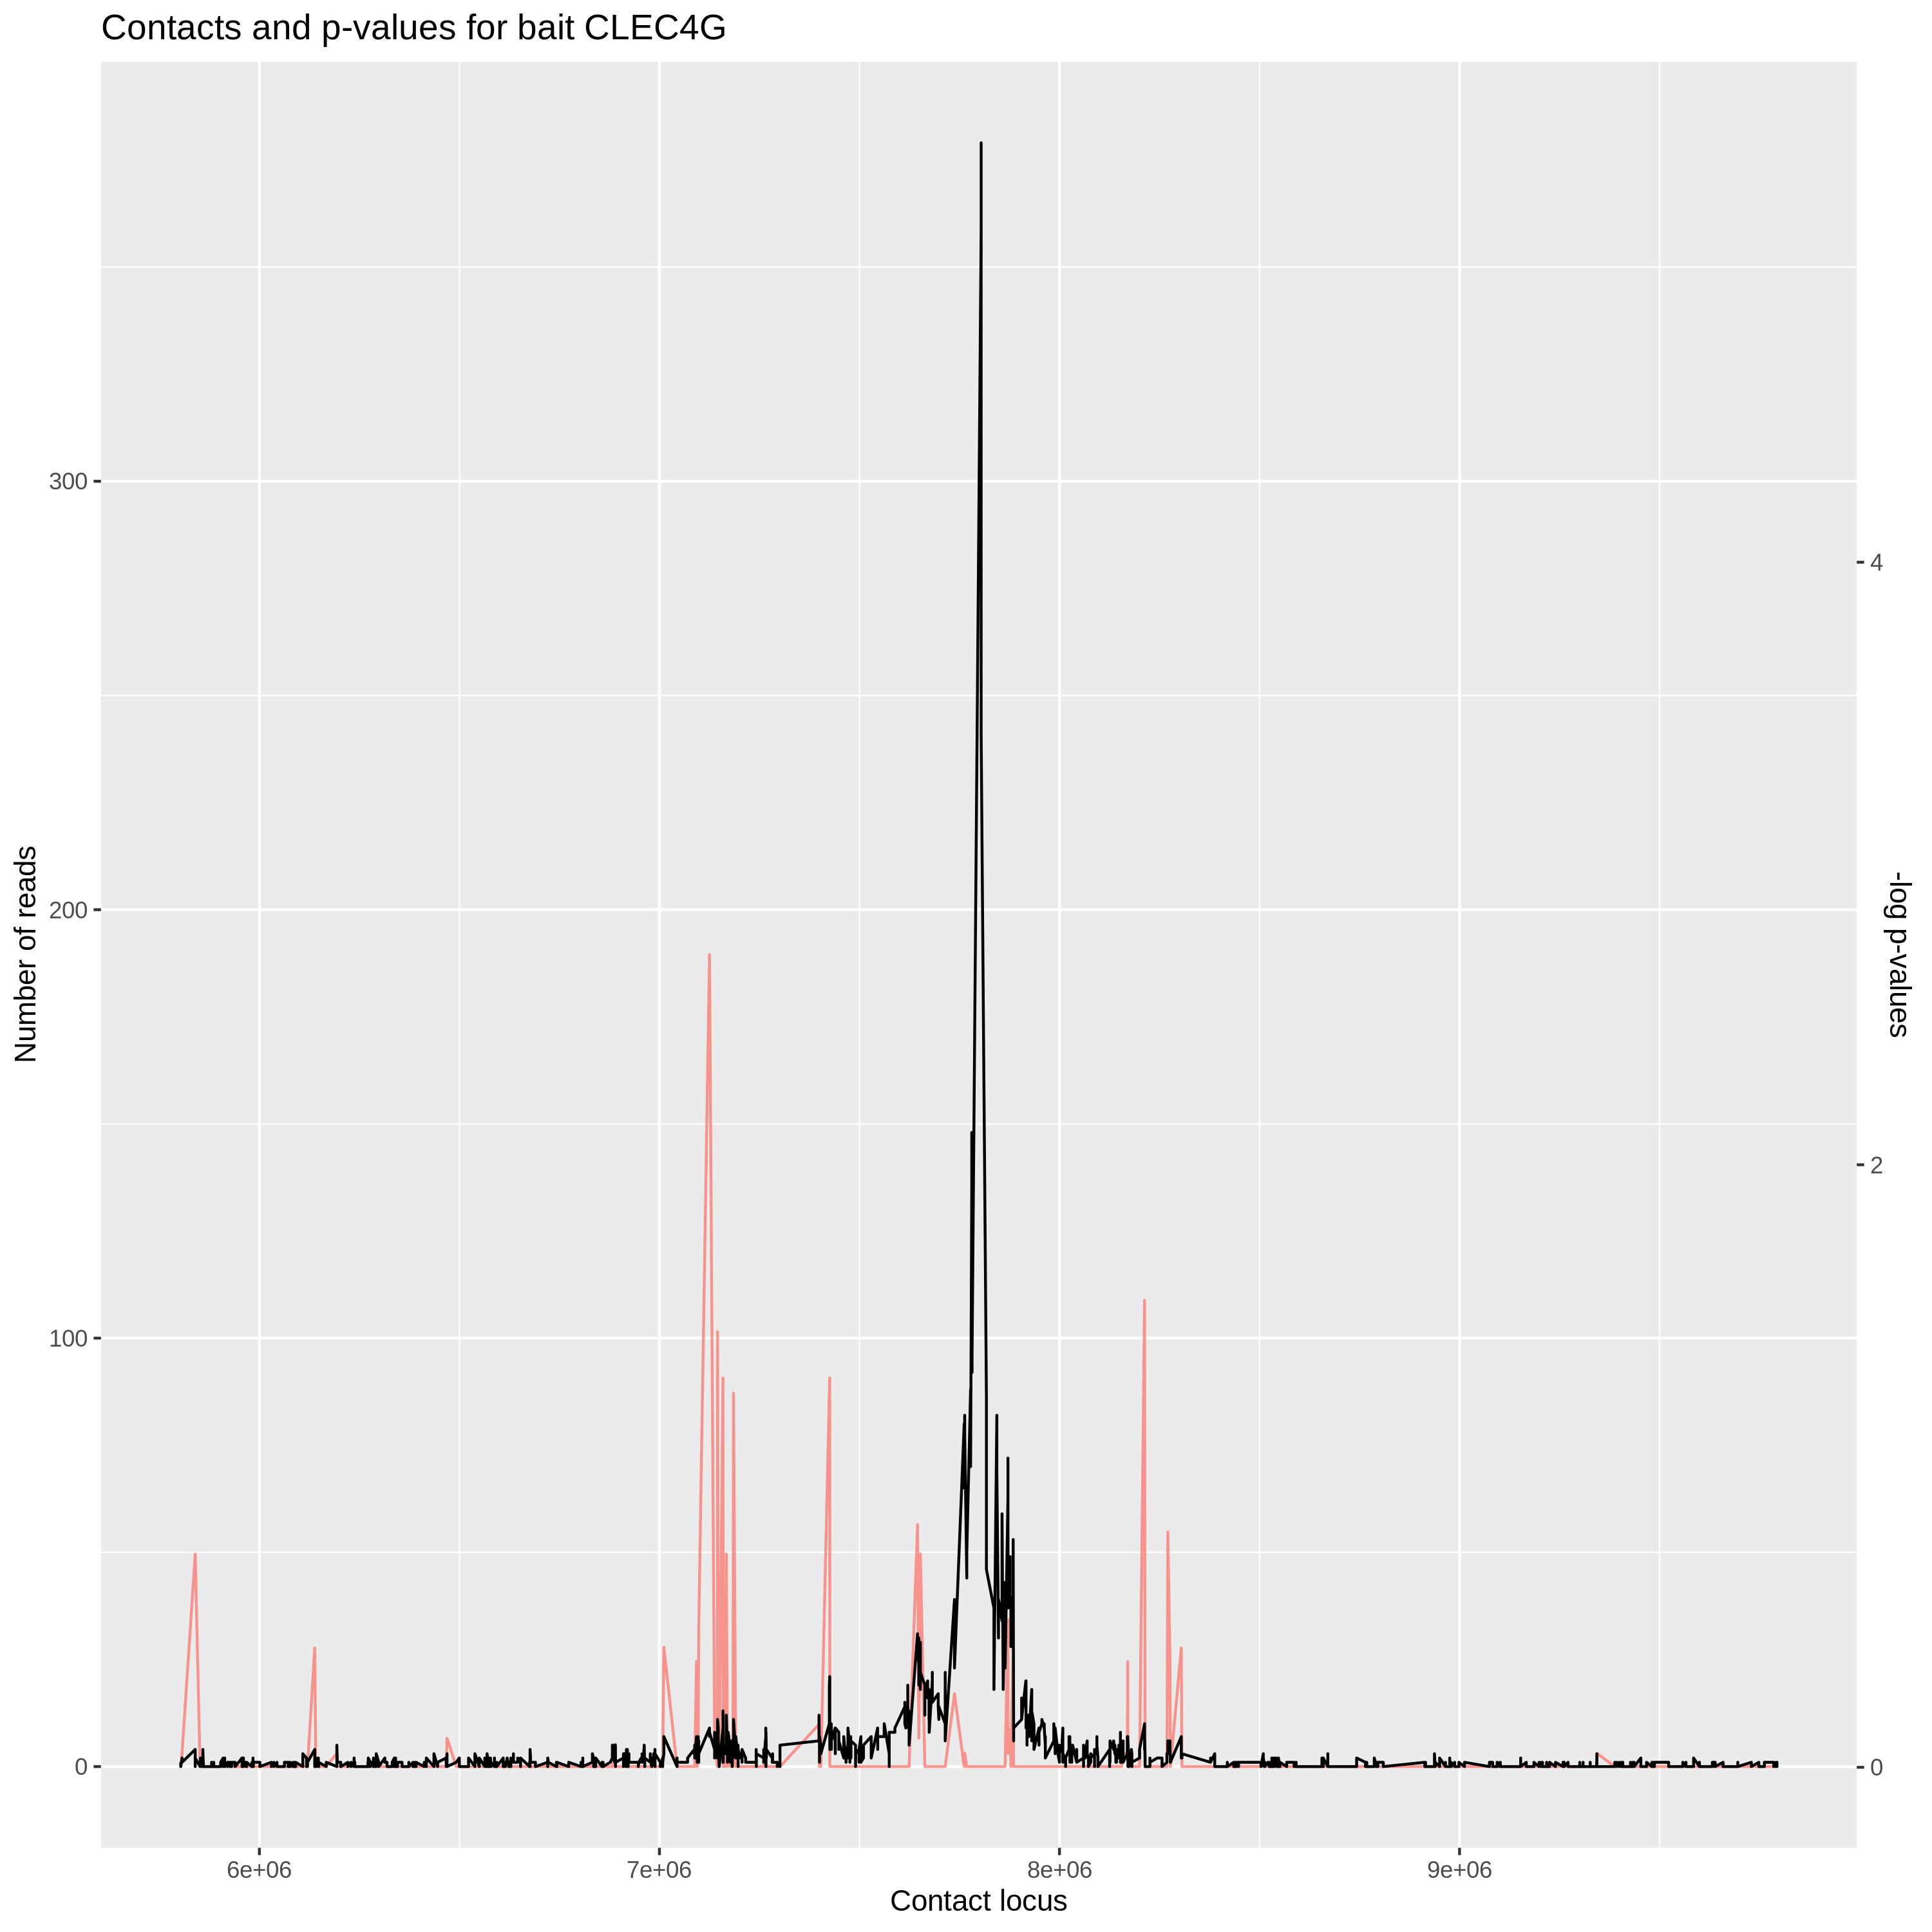 Contacts and p-values for bait CLEC4G
Number of reads
300
200
100
0
4
2
0
-log p-values
6e+06
7e+06
8e+06
9e+06
Contact locus